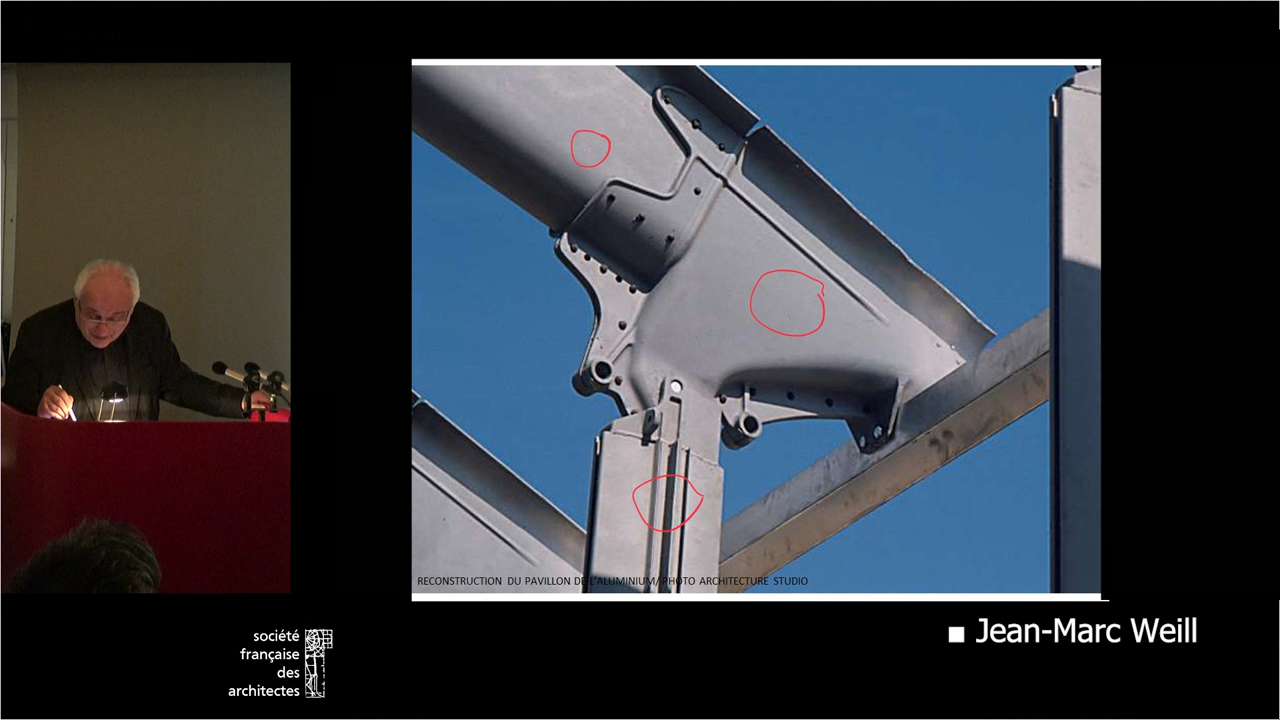 RECONSTRUCTION DU PAVILLON DE L'ALUMINIUM/PHOTO ARCHITECTURE STUDIO
Jean-Marc Weill
société
française
des
architectes